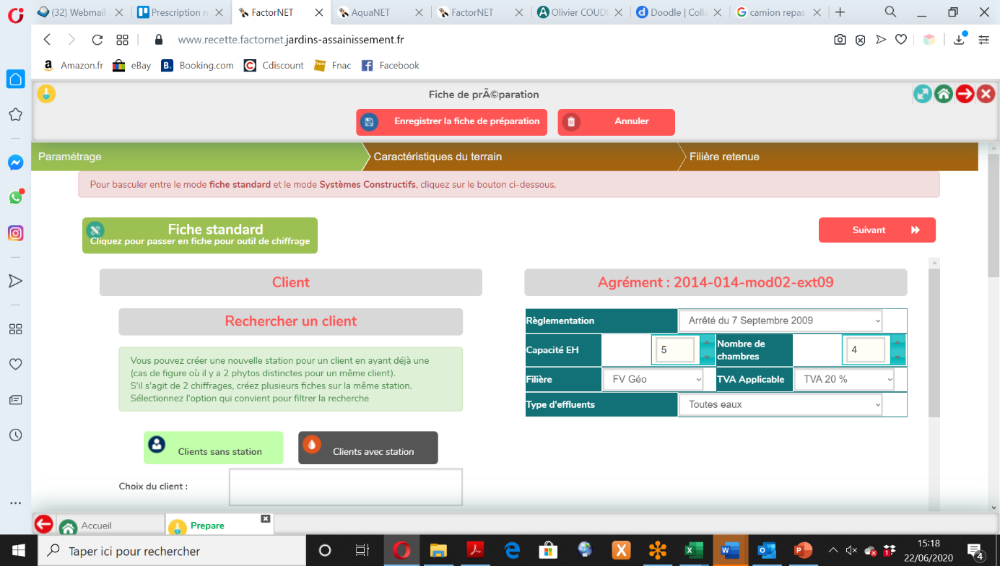 (32) Webmail
Prescription n
FactorNET
AquaNET
FactorNET
Olivier COUDI
Doodle | Colla
camion repas
www.recette.factornet.jardins-assainissement.fr
Amazon.fr
eBay
Booking.com
Cdiscount
Fnac
Facebook
Fiche de prÃ©paration
Enregistrer la fiche de préparation
Annuler
Paramétrage
Caractéristiques du terrain
Filière retenue
Pour basculer entre le mode fiche standard et le mode Systèmes Constructifs, cliquez sur le bouton ci-dessous.
Fiche standard
Cliquez pour passer en fiche pour outil de chiffrage
Suivant
Client
Rechercher un client
Vous pouvez créer une nouvelle station pour un client en ayant déjà une
(cas de figure où il y a 2 phytos distinctes pour un même client).
S'il s'agit de 2 chiffrages, créez plusieurs fiches sur la même station.
Sélectionnez l'option qui convient pour filtrer la recherche
Clients sans station
Clients avec station
Choix du client :
Agrément : 2014-014-mod02-ext09
Règlementation
Arrêté du 7 Septembre 2009
Capacité EH
5
Nombre de
chambres
4
Filière
FV Géo
TVA Applicable
TVA 20 %
Type d'effluents
Toutes eaux
Accueil
Prepare
Taper ici pour rechercher
15:18
22/06/2020
4